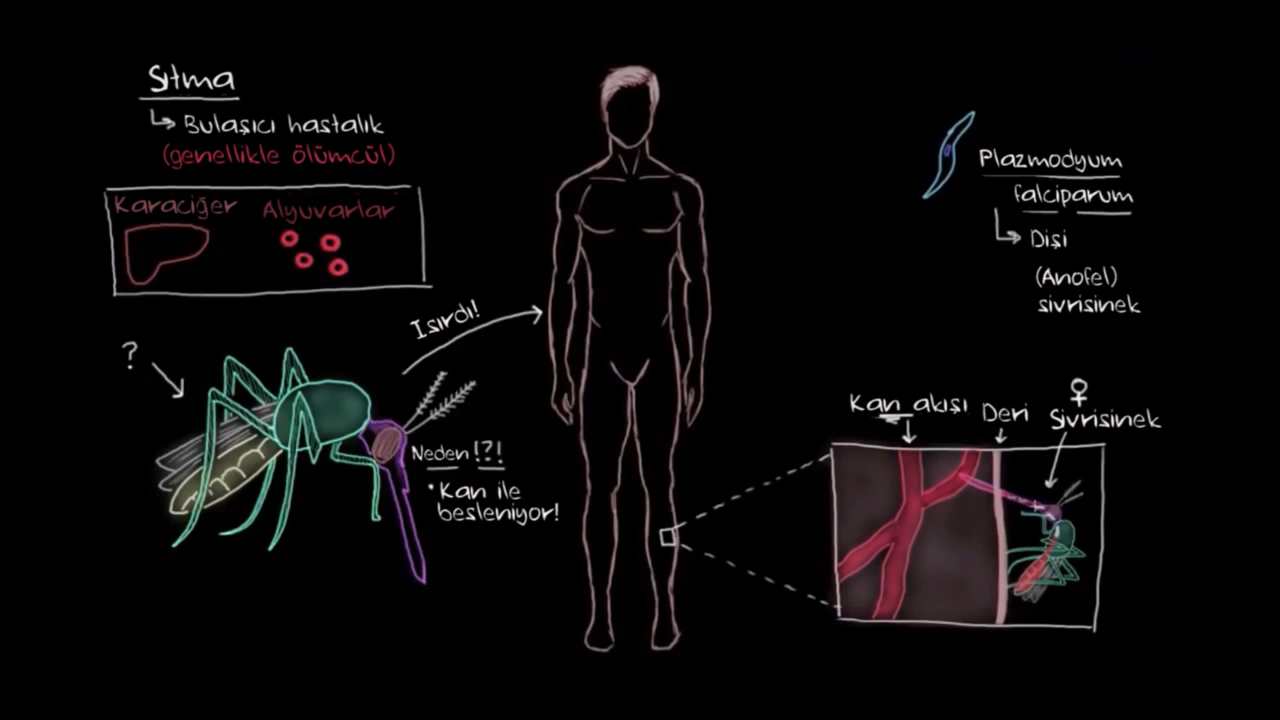 Sıtma
Bulaşıcı hastalık
(genellikle ölümcül)
Karaciğer
Alyuvarlar
?
Isırdı!
Neden !?!
• Kan ile
besleniyor!
Plazmodyum
falciparum
Dişi
(Anofel)
sivrisinek
Kan akışı
Deri
♀
Sivrisinek